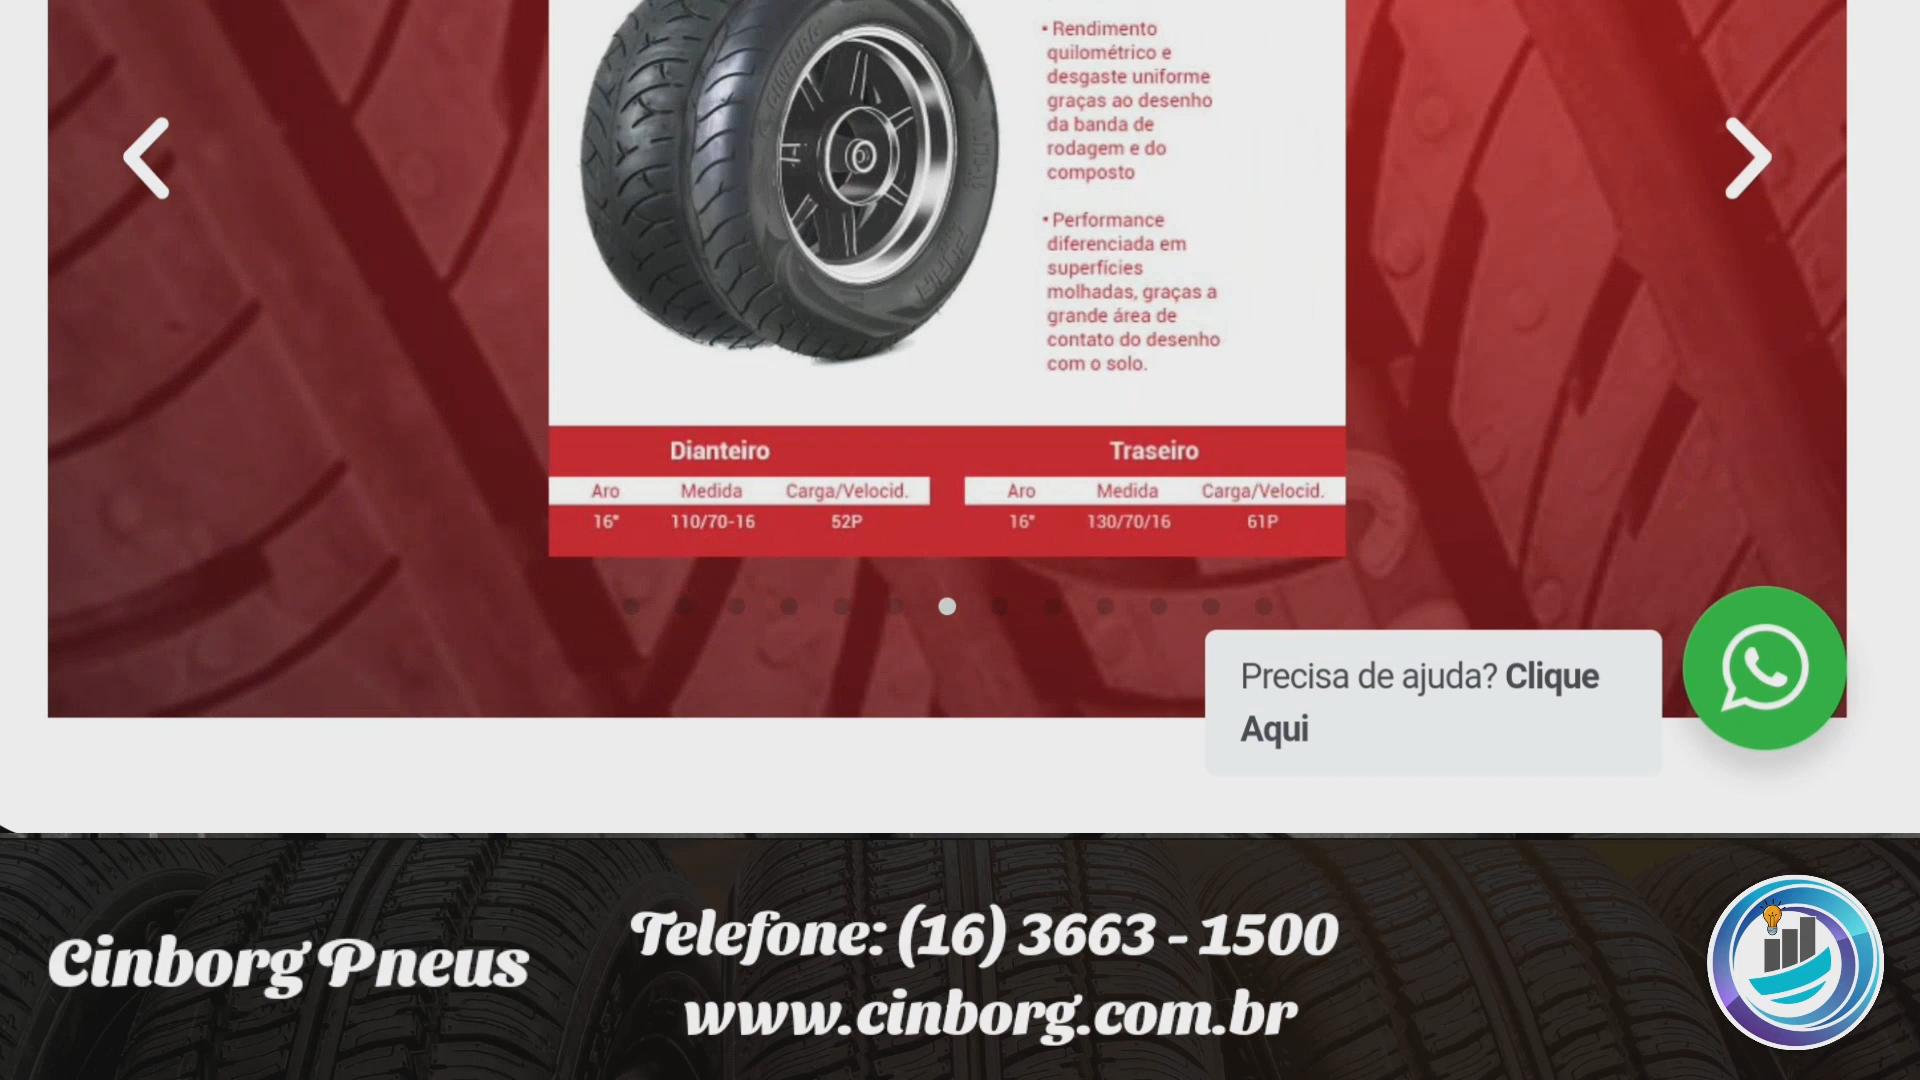 • Rendimento
quilométrico e
desgaste uniforme
graças ao desenho
da banda de
rodagem e do
composto
• Performance
diferenciada em
superfícies
molhadas, graças a
grande área de
contato do desenho
com o solo.
CINBORG
Dianteiro
Traseiro
Aro Medida Carga/Velocid.
Aro Medida Carga/Velocid.
16" 110/70-16 52P
16" 130/70/16 61P
Precisa de ajuda? Clique
Aqui
Cinborg Pneus
Telefone: (16) 3663 - 1500
www.cinborg.com.br